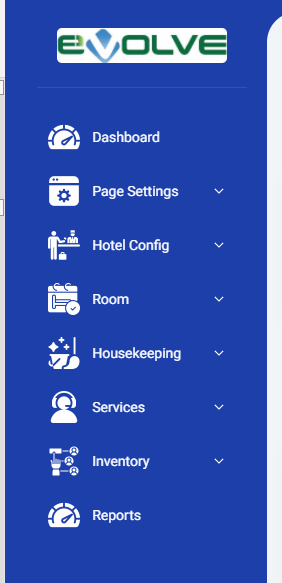 eVOLVE
Dashboard
Page Settings
Hotel Config
Room
Housekeeping
Services
Inventory
Reports